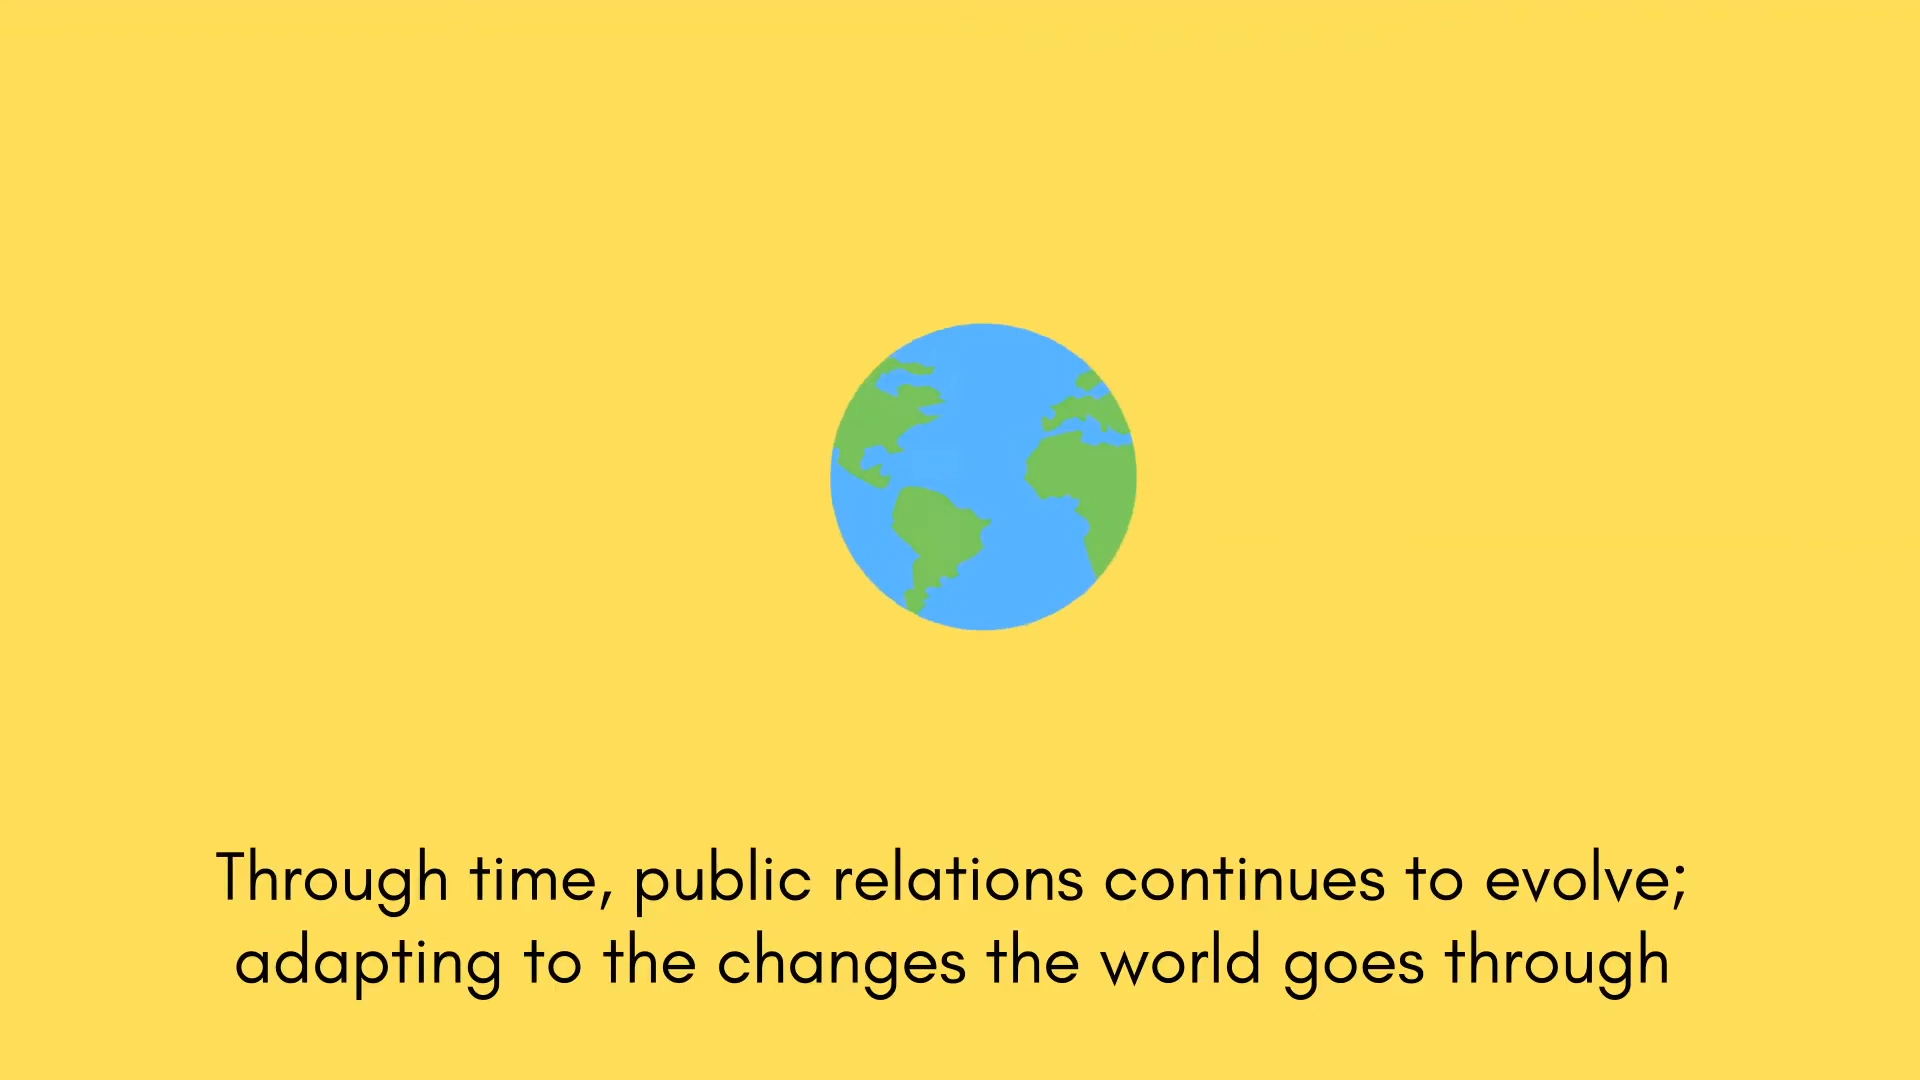 Through time, public relations continues to evolve;
adapting to the changes the world goes through